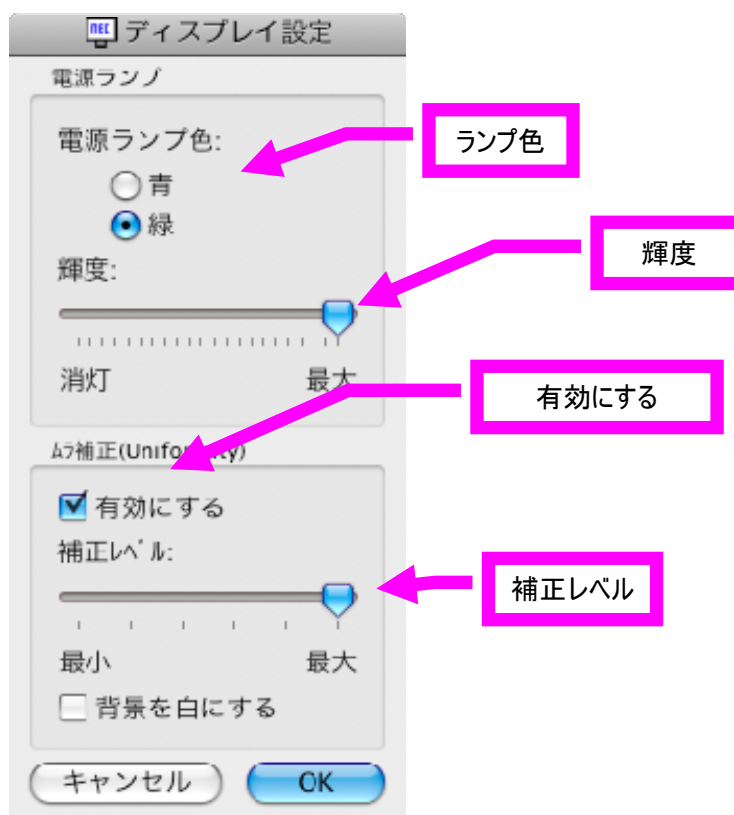 NEC ディスプレイ設定
電源ランプ
電源ランプ色:
ランプ色
青
緑
輝度:
輝度
消灯
最大
有効にする
ムラ補正(Uniformity)
有効にする
補正レベル:
補正レベル
最小
最大
背景を白にする
キャンセル
OK